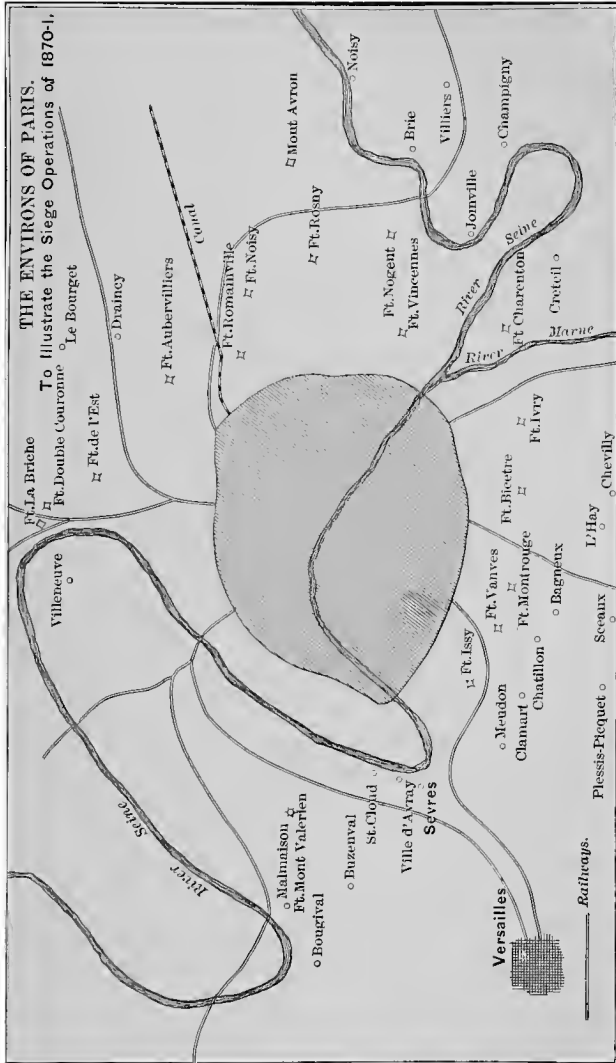 THE ENVIRONS OF PARIS.
To Illustrate the Siege Operations of 1870-1.
Ft.La Briche
Ft.Double Couronne
Le Bourget
Villeneuve
Ft.de l'Est
Draincy
Ft.Aubervilliers
Canal
River Seine
Ft.Romainville
Ft.Noisy
Mont Avron
Ft.Rosny
Noisy
Malmaison
Ft.Mont Valerien
Bougival
Buzenval
St.Cloud
Ville d'Avray
Sevres
Ft.Nogent
Ft.Vincennes
Brie
Villiers
Joinville
Champigny
River Seine
Ft Charenton
Creteil
River Marne
Versailles
Ft.Issy
Meudon
Clamart
Chatillon
Ft.Vanves
Ft.Montrouge
Bagneux
Ft.Bicetre
Ft.Ivry
Plessis-Picquet
Sceaux
L'Hay
Chevilly
Railways.